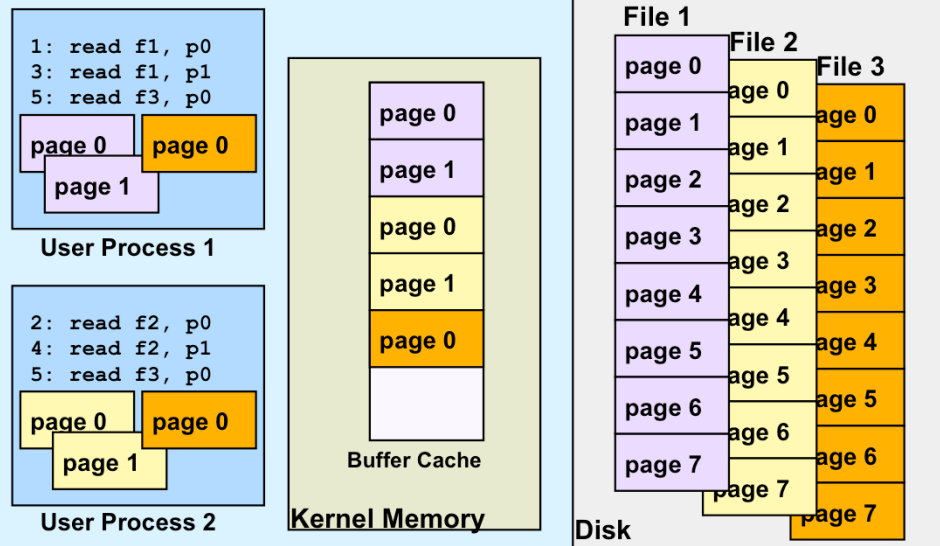 1: read f1, p0
3: read f1, p1
5: read f3, p0
page 0
page 0
page 1
User Process 1
2: read f2, p0
4: read f2, p1
5: read f3, p0
page 0
page 0
page 1
User Process 2
page 0
page 1
page 0
page 1
page 0
Buffer Cache
Kernel Memory
File 1
page 0
page 1
page 2
page 3
page 4
page 5
page 6
page 7
File 2
age 0
age 1
age 2
age 3
age 4
age 5
age 6
page 7
File 3
age 0
age 1
age 2
age 3
age 4
age 5
age 6
page 7
Disk